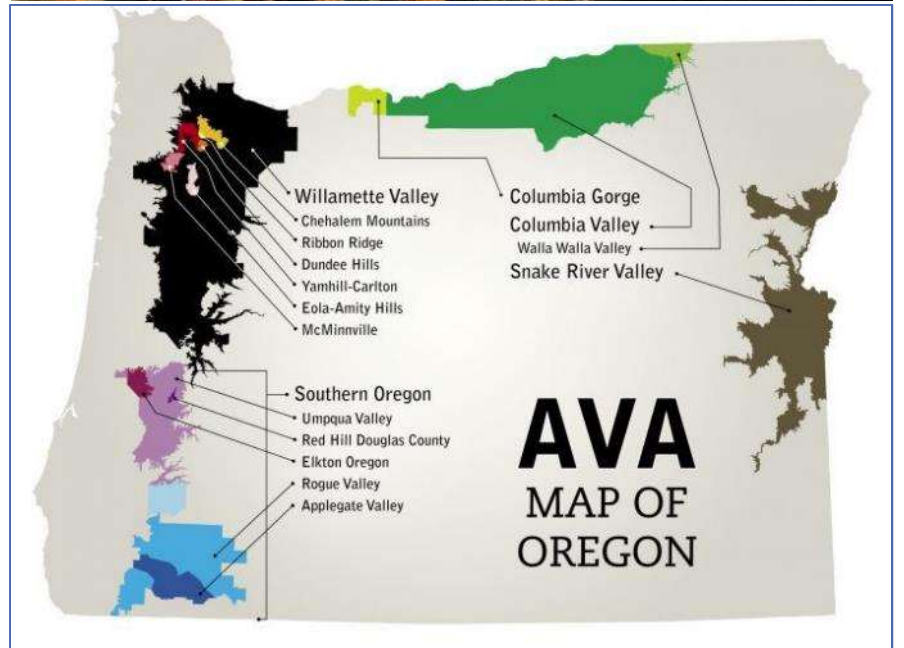 Willamette Valley
Chehalem Mountains
Ribbon Ridge
Dundee Hills
Yamhill-Carlton
Eola-Amity Hills
McMinnville
Southern Oregon
Umpqua Valley
Red Hill Douglas County
Elkton Oregon
Rogue Valley
Applegate Valley
Columbia Gorge
Columbia Valley
Walla Walla Valley
Snake River Valley
AVA
MAP OF
OREGON